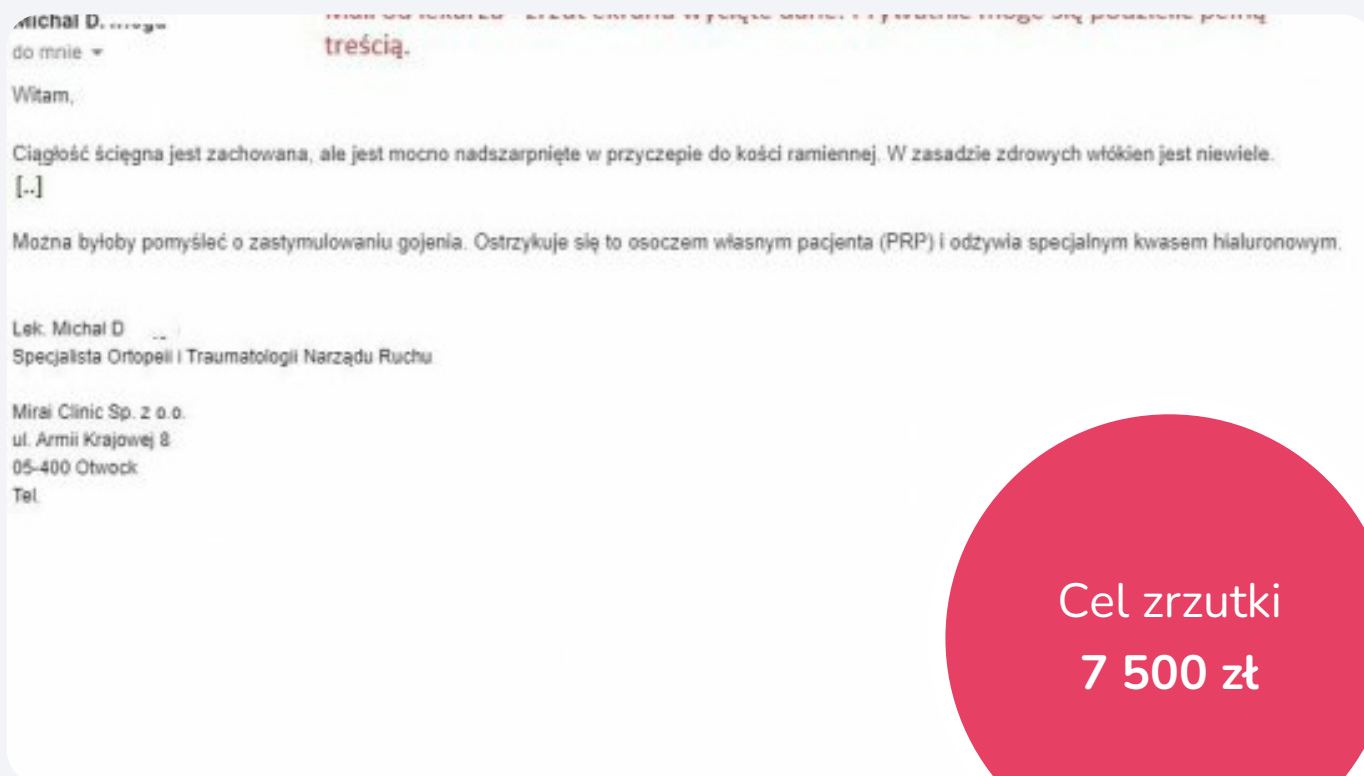 Michal D.
treścią.
do mnie
Witam,
Ciągłość ścięgna jest zachowana, ale jest mocno nadszarpnięte w przyczepie do kości ramiennej. W zasadzie zdrowych włókien jest niewiele.
[..]
Można byłoby pomyśleć o zastymulowaniu gojenia. Ostrzykuje się to osoczem własnym pacjenta (PRP) i odżywia specjalnym kwasem hialuronowym.
Lek. Michal D
Specjalista Ortopeii i Traumatologii Narządu Ruchu
Mirai Clinic Sp. z o.o.
ul. Armii Krajowej 8
05-400 Otwock
Tel.
Cel zrzutki
7 500 zł